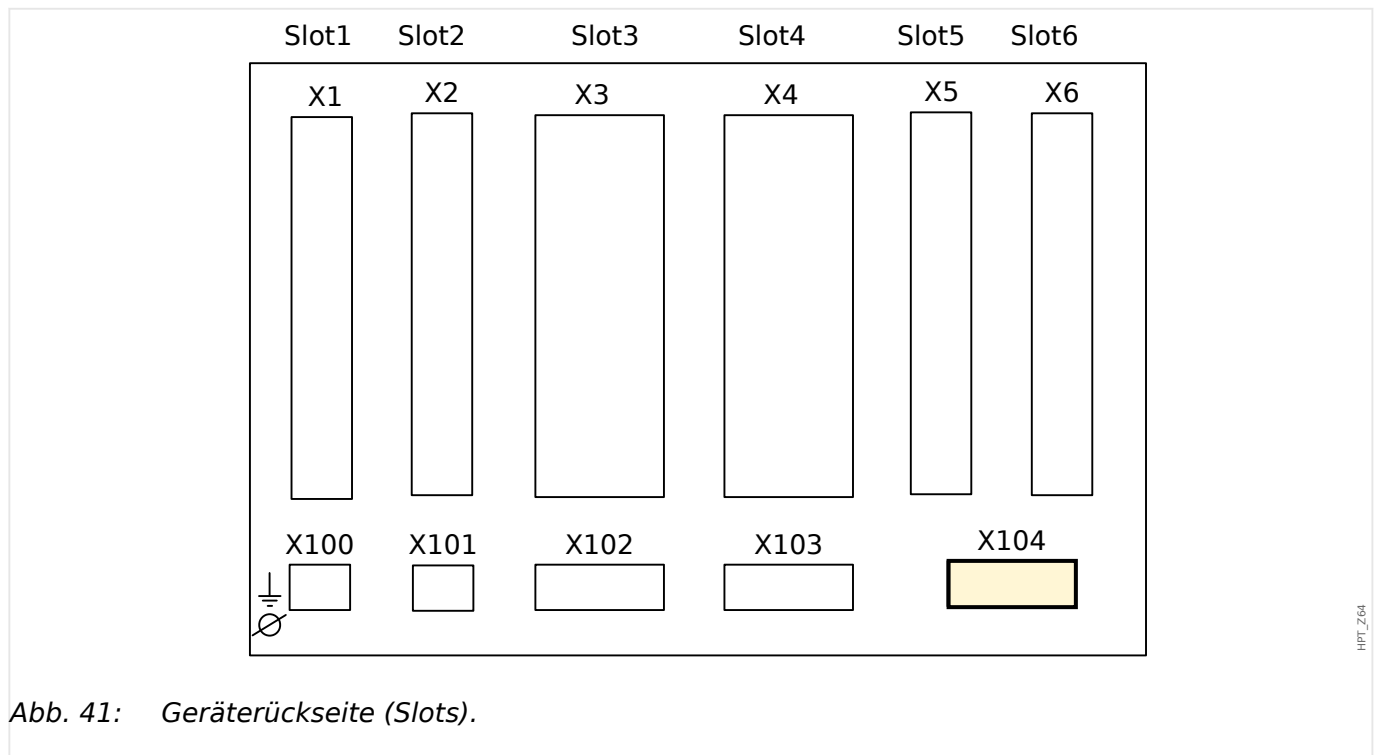 Slot1 Slot2 Slot3 Slot4 Slot5 Slot6
X1 X2 X3 X4 X5 X6
X100 X101 X102 X103 X104
HPT_Z64
Abb. 41: Geräterückseite (Slots).